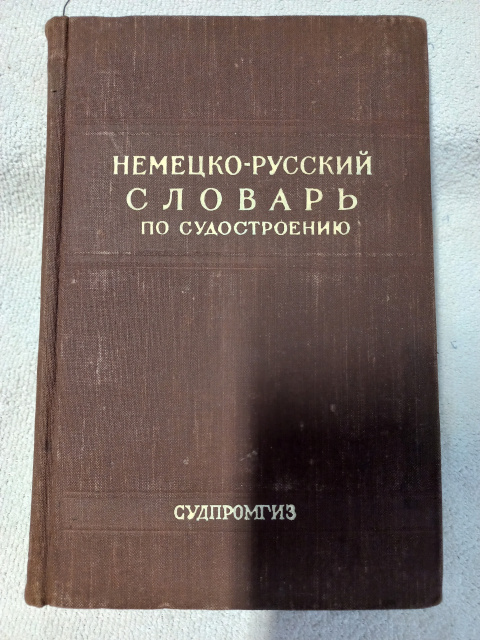 НЕМЕЦКО-РУССКИЙ
СЛОВАРЬ
ПО СУДОСТРОЕНИЮ
СУДПРОМГИЗ